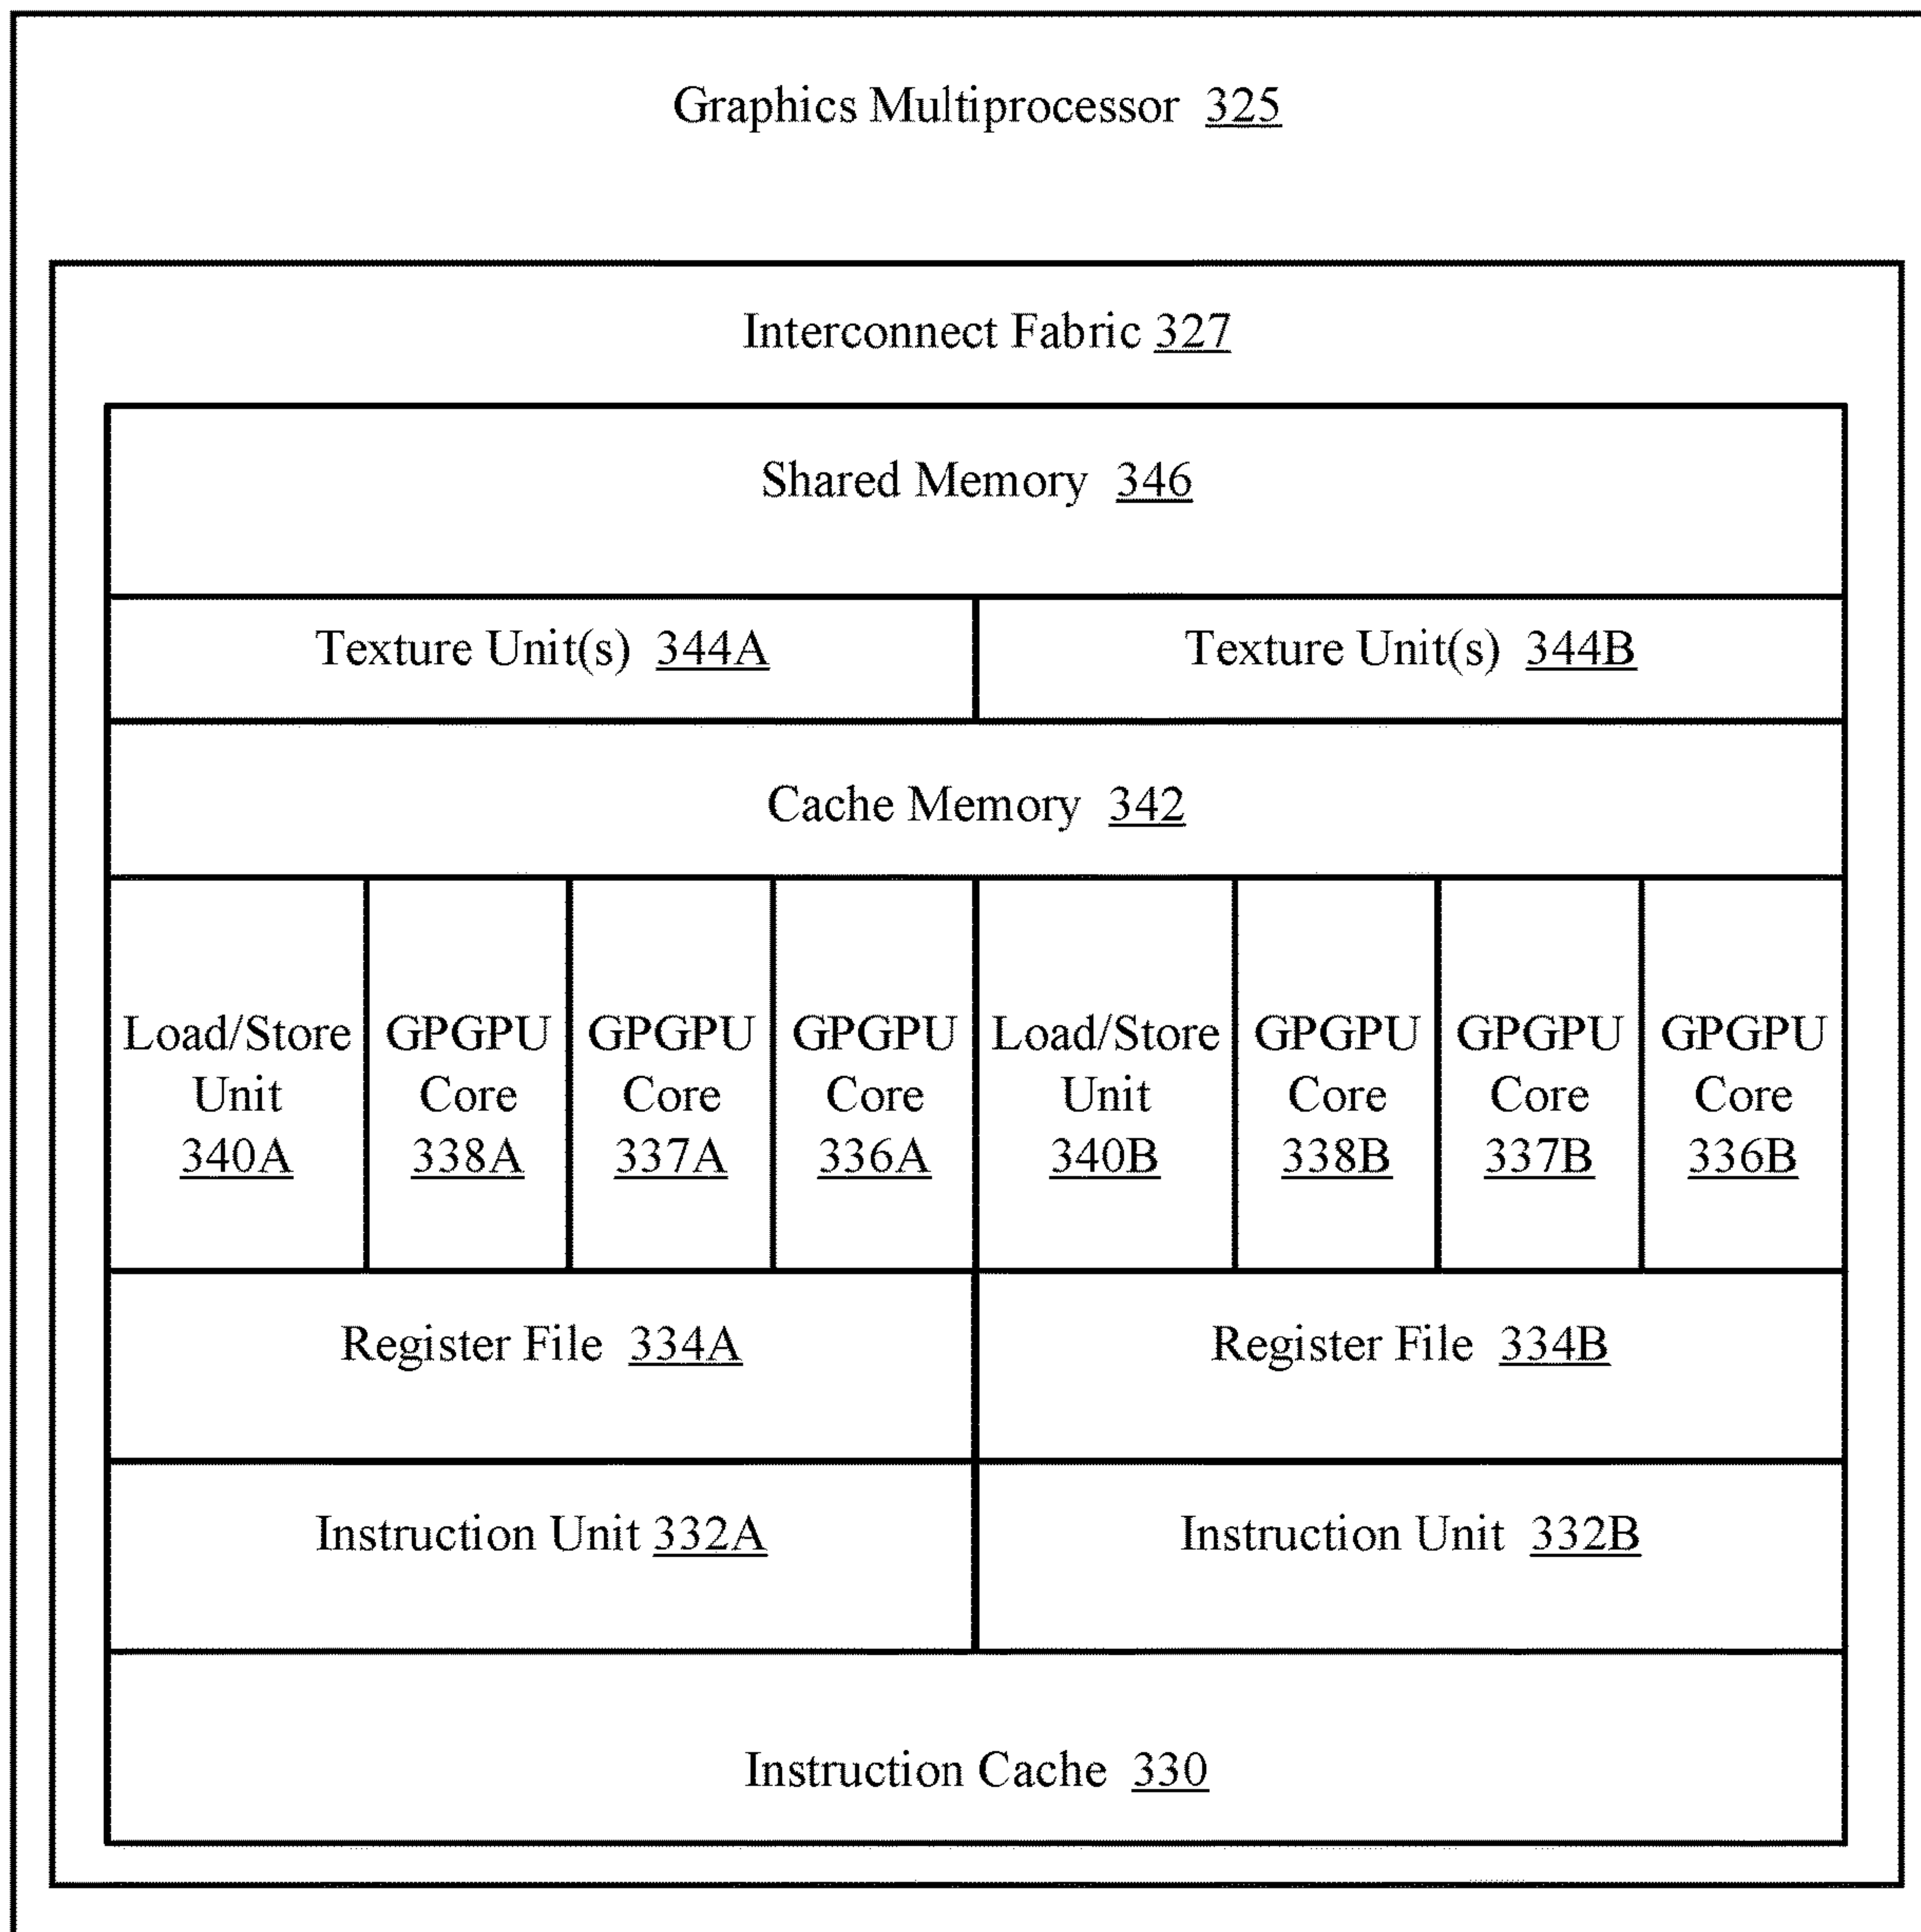 Graphics Multiprocessor 325
Interconnect Fabric 327
Shared Memory 346
Texture Unit(s) 344A
Texture Unit(s) 344B
Cache Memory 342
Load/Store
Unit
340A
GPGPU
Core
338A
GPGPU
Core
337A
GPGPU
Core
336A
Load/Store
Unit
340B
GPGPU
Core
338B
GPGPU
Core
337B
GPGPU
Core
336B
Register File 334A
Register File 334B
Instruction Unit 332A
Instruction Unit 332B
Instruction Cache 330